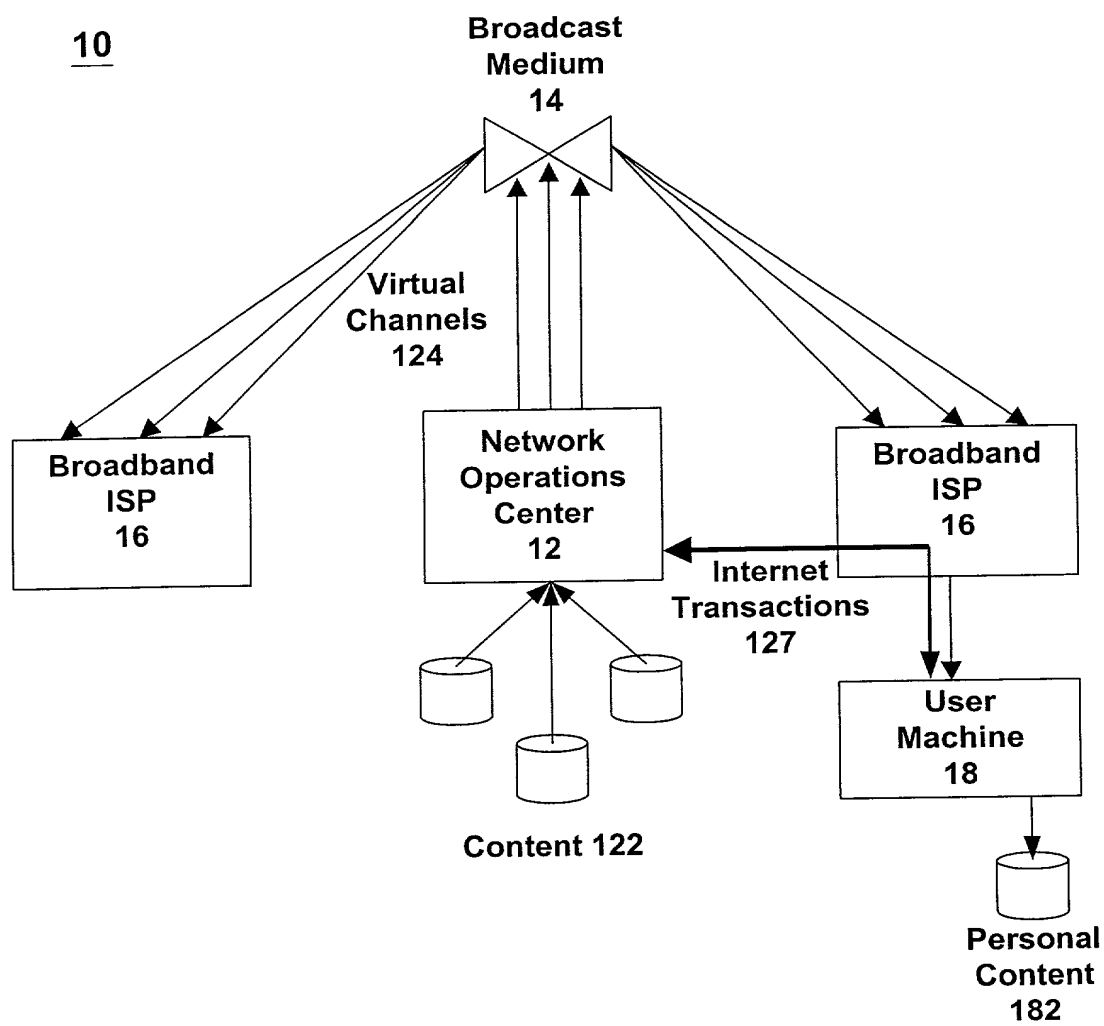 10
Broadcast
Medium
14
Virtual
Channels
124
Broadband
ISP
16
Network
Operations
Center
12
Broadband
ISP
16
Internet
Transactions
127
User
Machine
18
Content 122
Personal
Content
182